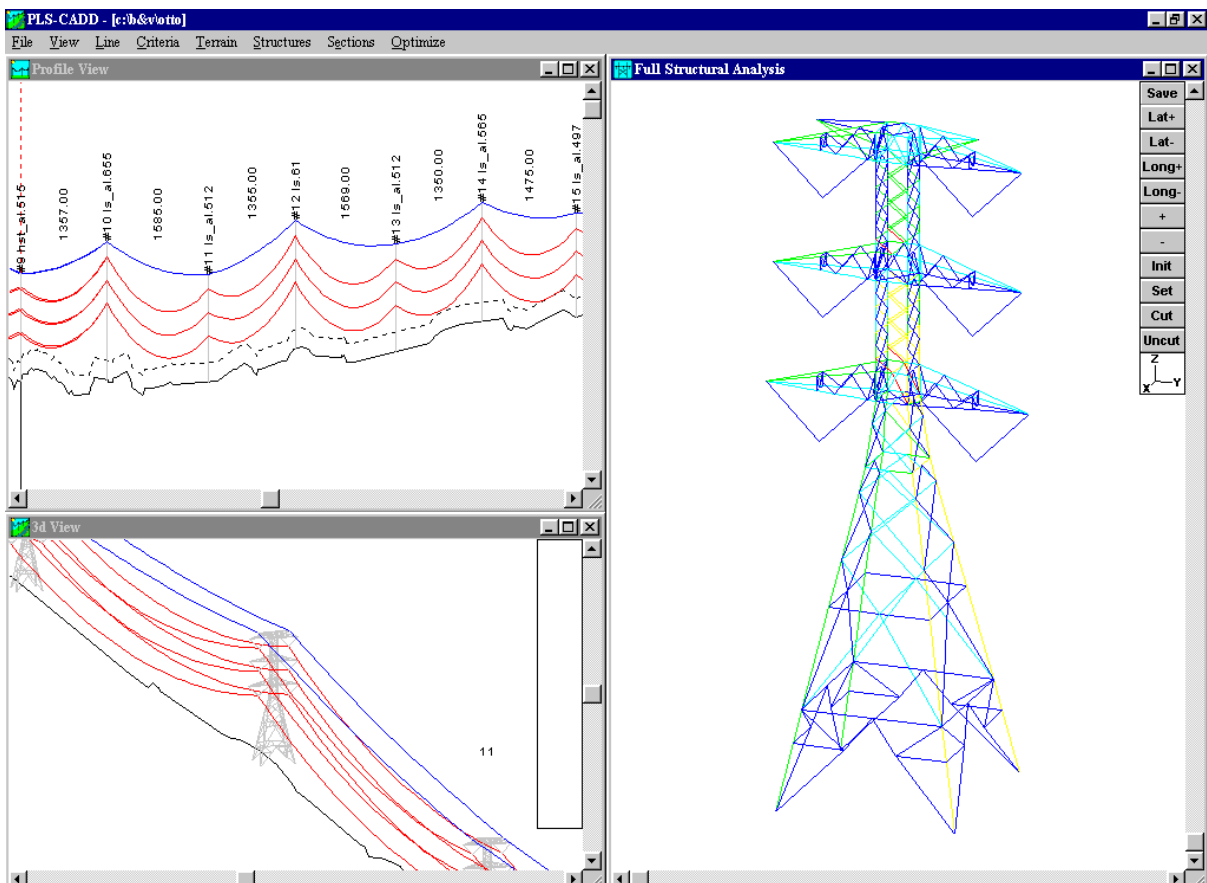 PLS-CADD - [c:\b&v\otto]
File View Line Criteria Terrain Structures Sections Optimize
Profile View
#9 hst_al.515
1357.00
#10 ls_al.655
1585.00
#11 ls_al.512
1355.00
#12 ls.61
1569.00
#13 ls_al.512
1350.00
#14 ls_al.565
1475.00
#15 ls_al.497
3d View
11
Full Structural Analysis
Save
Lat+
Lat-
Long+
Long-
+
-
Init
Set
Cut
Uncut
Z
X
Y